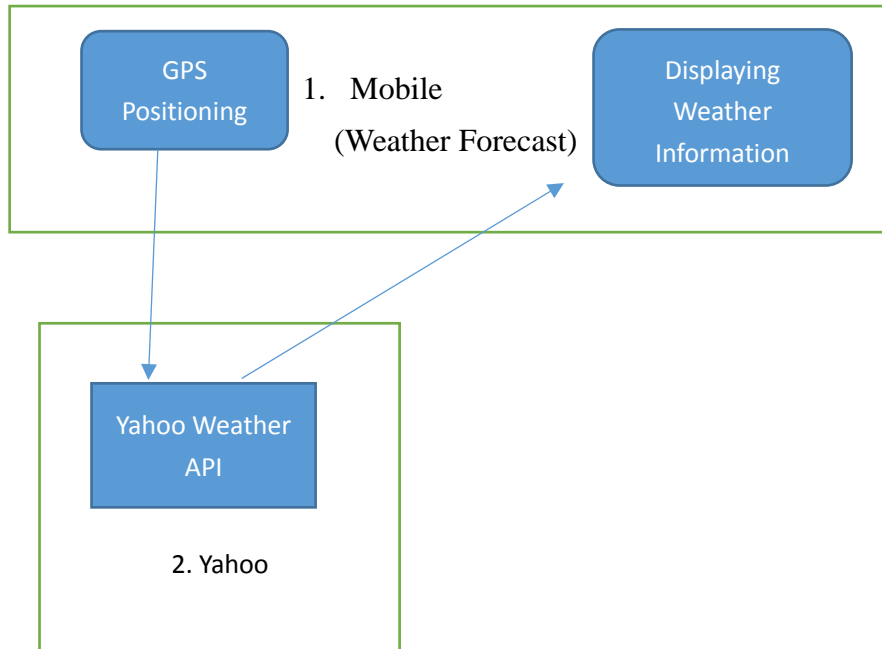 GPS
Positioning
1. Mobile
(Weather Forecast)
Displaying
Weather
Information
Yahoo Weather
API
2. Yahoo